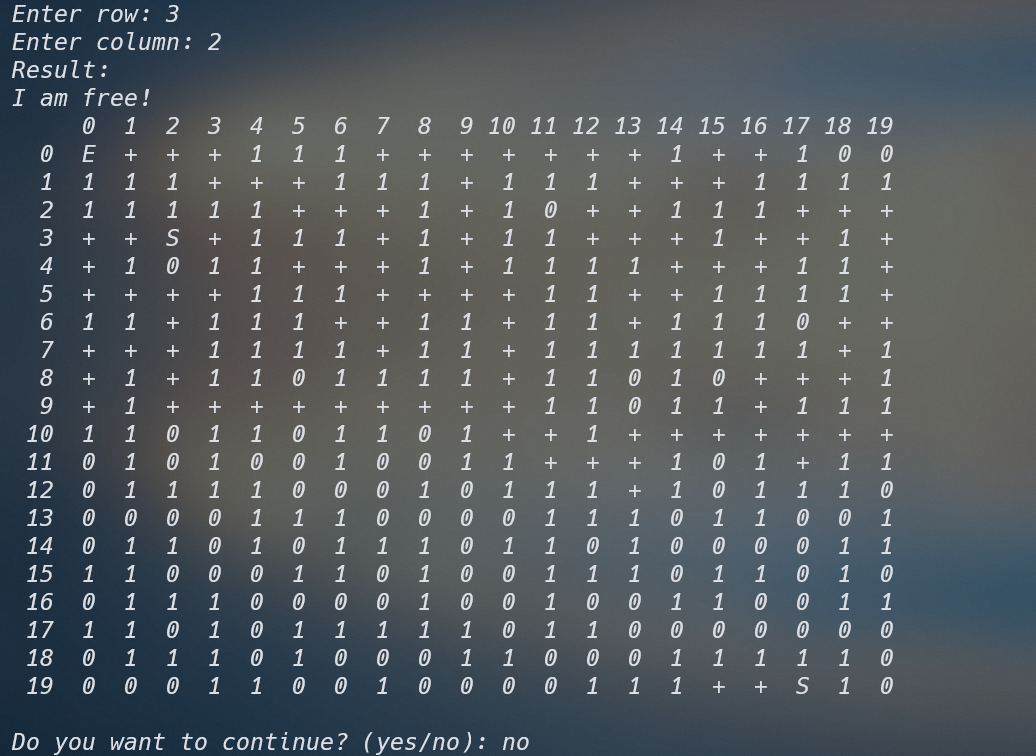 Enter row: 3
Enter column: 2
Result:
I am free!
      0  1  2  3  4  5  6  7  8  9 10 11 12 13 14 15 16 17 18 19
   0  E  +  +  +  1  1  1  +  +  +  +  +  +  +  1  +  +  1  0  0
   1  1  1  1  +  +  +  1  1  1  +  1  1  1  +  +  +  1  1  1  1
   2  1  1  1  1  1  +  +  +  1  +  1  0  +  +  1  1  1  +  +  +
   3  +  +  S  +  1  1  1  +  1  +  1  1  +  +  +  1  +  +  1  +
   4  +  1  0  1  1  +  +  +  1  +  1  1  1  1  +  +  +  1  1  +
   5  +  +  +  +  1  1  1  +  +  +  +  1  1  +  +  1  1  1  1  +
   6  1  1  +  1  1  1  +  +  1  1  +  1  1  +  1  1  1  0  +  +
   7  +  +  +  1  1  1  1  +  1  1  +  1  1  1  1  1  1  1  +  1
   8  +  1  +  1  1  0  1  1  1  1  +  1  1  0  1  0  +  +  +  1
   9  +  1  +  +  +  +  +  +  +  +  +  1  1  0  1  1  +  1  1  1
  10  1  1  0  1  1  0  1  1  0  1  +  +  1  +  +  +  +  +  +  +
  11  0  1  0  1  0  0  1  0  0  1  1  +  +  +  1  0  1  +  1  1
  12  0  1  1  1  1  0  0  0  1  0  1  1  1  +  1  0  1  1  1  0
  13  0  0  0  0  1  1  1  0  0  0  0  1  1  1  0  1  1  0  0  1
  14  0  1  1  0  1  0  1  1  1  0  1  1  0  1  0  0  0  0  1  1
  15  1  1  0  0  0  1  1  0  1  0  0  1  1  1  0  1  1  0  1  0
  16  0  1  1  1  0  0  0  0  1  0  0  1  0  0  1  1  0  0  1  1
  17  1  1  0  1  0  1  1  1  1  1  0  1  1  0  0  0  0  0  0  0
  18  0  1  1  1  0  1  0  0  0  1  1  0  0  0  1  1  1  1  1  0
  19  0  0  0  1  1  0  0  1  0  0  0  0  1  1  1  +  +  S  1  0
Do you want to continue? (yes/no): no